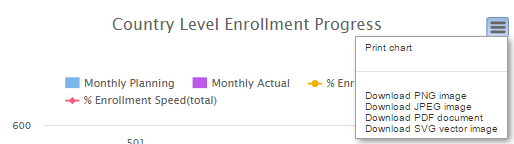 Country Level Enrollment Progress
Print chart
Monthly Planning Monthly Actual % Enr
% Enrollment Speed(total)
Download PNG image
Download JPEG image
Download PDF document
Download SVG vector image
600
501